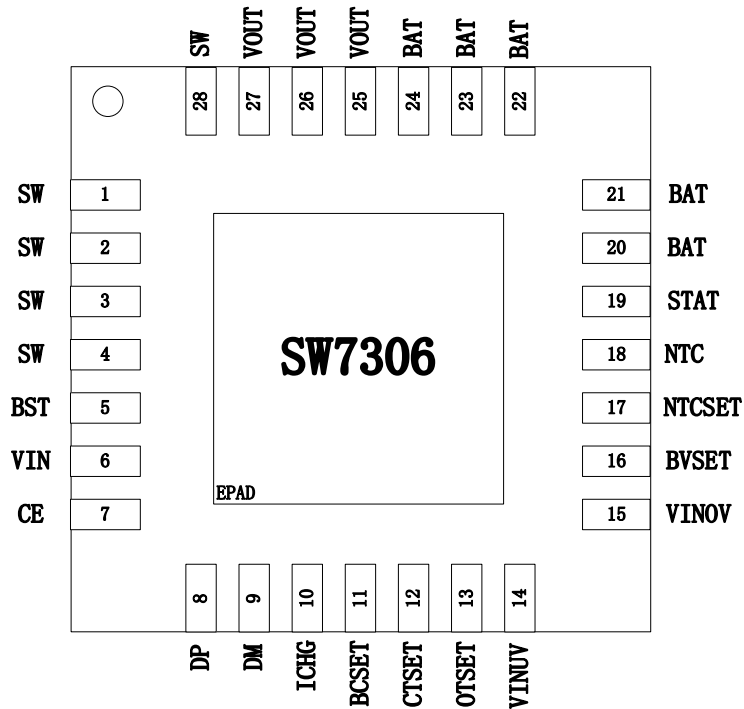 SW VOUT VOUT VOUT BAT BAT BAT
28 27 26 25 24 23 22
SW 1 21 BAT
SW 2 20 BAT
SW 3 19 STAT
SW 4 18 NTC
SW7306
BST 5 17 NTCSET
VIN 6 16 BVSET
EPAD
CE 7 15 VINOV
8 9 10 11 12 13 14
DP DM ICHG BCSET CTSET OTSET VINUV